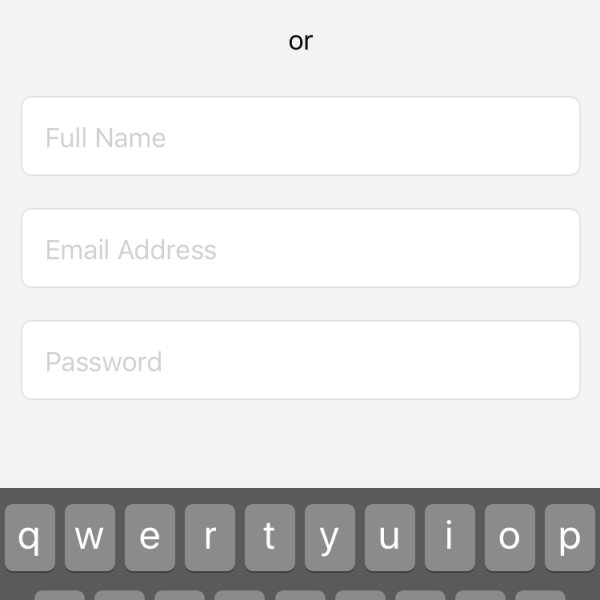 or
Full Name
Email Address
Password
q w e r t y u i o p